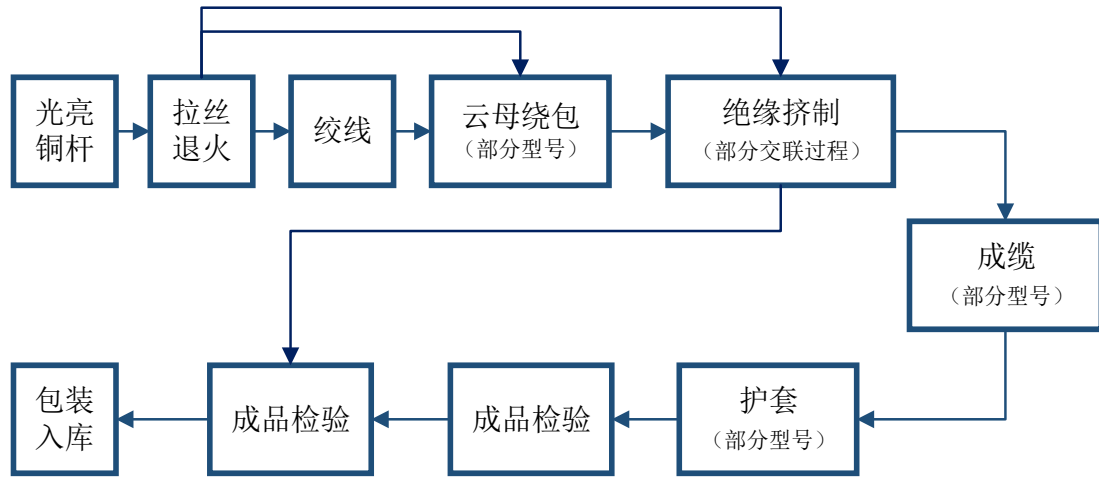 光亮
铜杆
拉丝
退火
绞线
云母绕包
（部分型号）
绝缘挤制
（部分交联过程）
成缆
（部分型号）
护套
（部分型号）
成品检验
成品检验
包装
入库